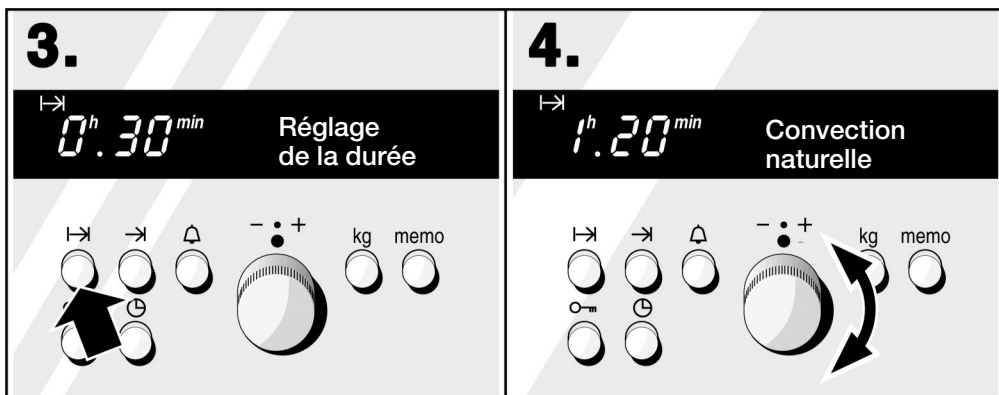 3.
0h.30min
Réglage
de la durée
- • +
kg memo
4.
1h.20min
Convection
naturelle
- • +
kg memo